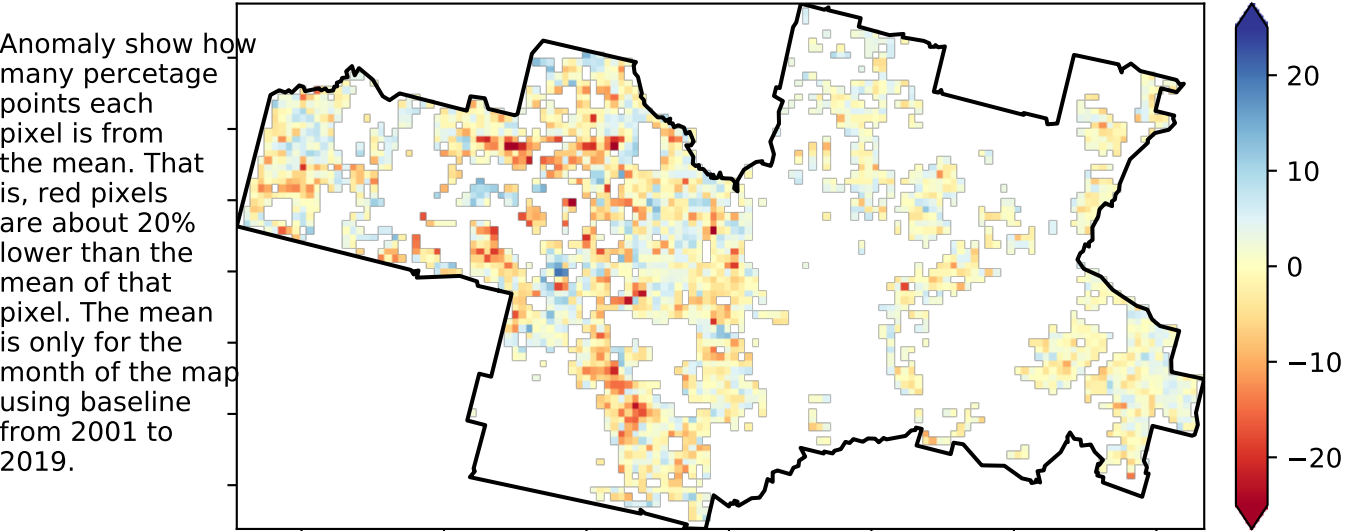 Anomaly show how
many percetage
points each
pixel is from
the mean. That
is, red pixels
are about 20%
lower than the
mean of that
pixel. The mean
is only for the
month of the map
using baseline
from 2001 to
2019.
20
10
0
−10
−20